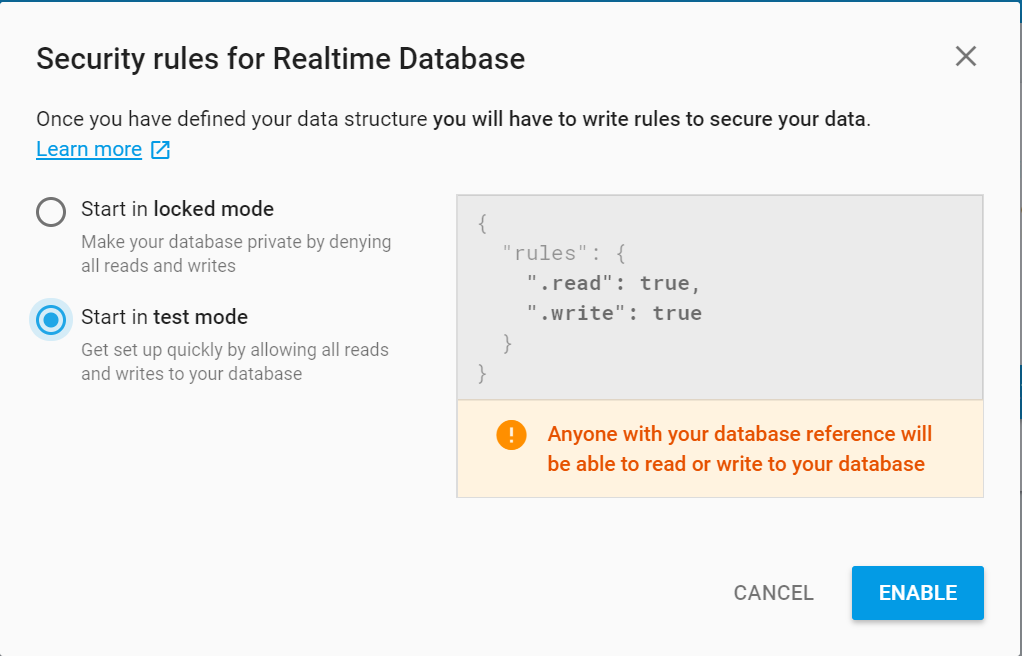 Security rules for Realtime Database
Once you have defined your data structure you will have to write rules to secure your data.
Learn more
Start in locked mode
Make your database private by denying
all reads and writes
Start in test mode
Get set up quickly by allowing all reads
and writes to your database
{
"rules": {
".read": true,
".write": true
}
}
Anyone with your database reference will
be able to read or write to your database
CANCEL
ENABLE